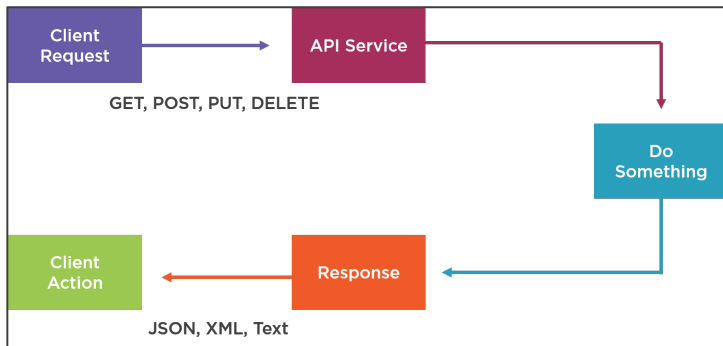 Client
Request
API Service
GET, POST, PUT, DELETE
Do
Something
Client
Action
Response
JSON, XML, Text